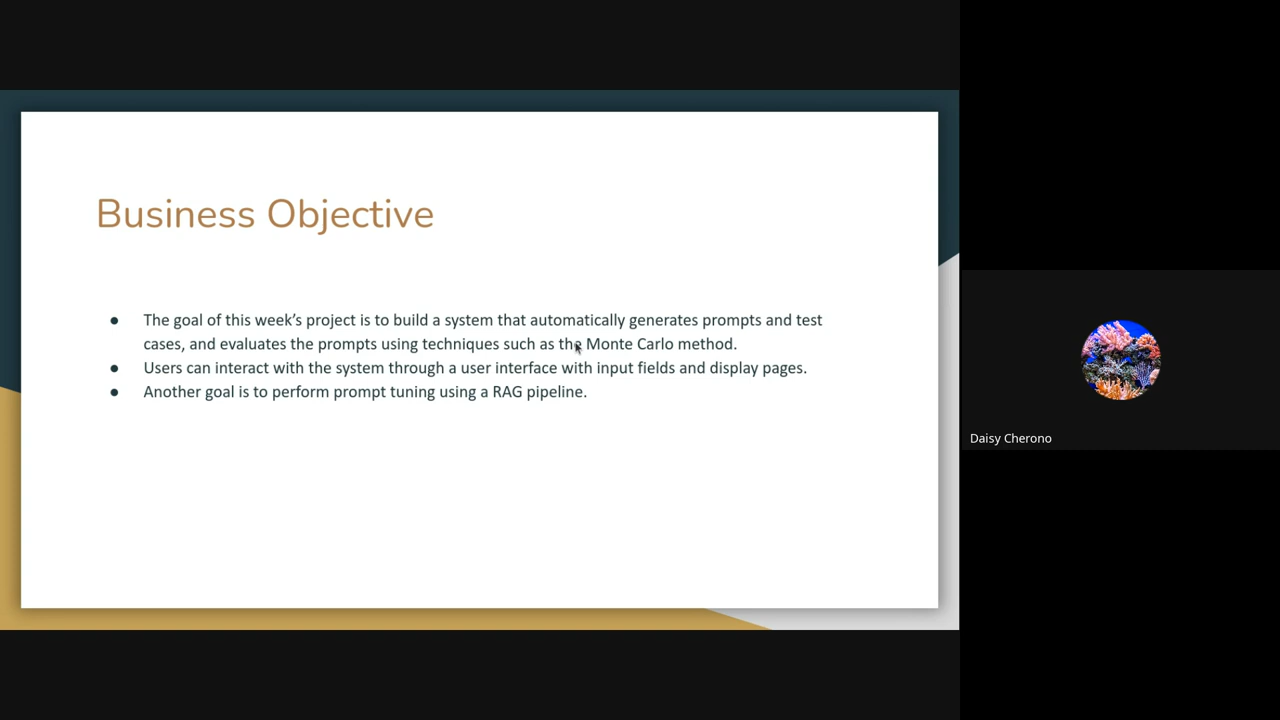 Business Objective
● The goal of this week’s project is to build a system that automatically generates prompts and test
cases, and evaluates the prompts using techniques such as the Monte Carlo method.
● Users can interact with the system through a user interface with input fields and display pages.
● Another goal is to perform prompt tuning using a RAG pipeline.
Daisy Cherono